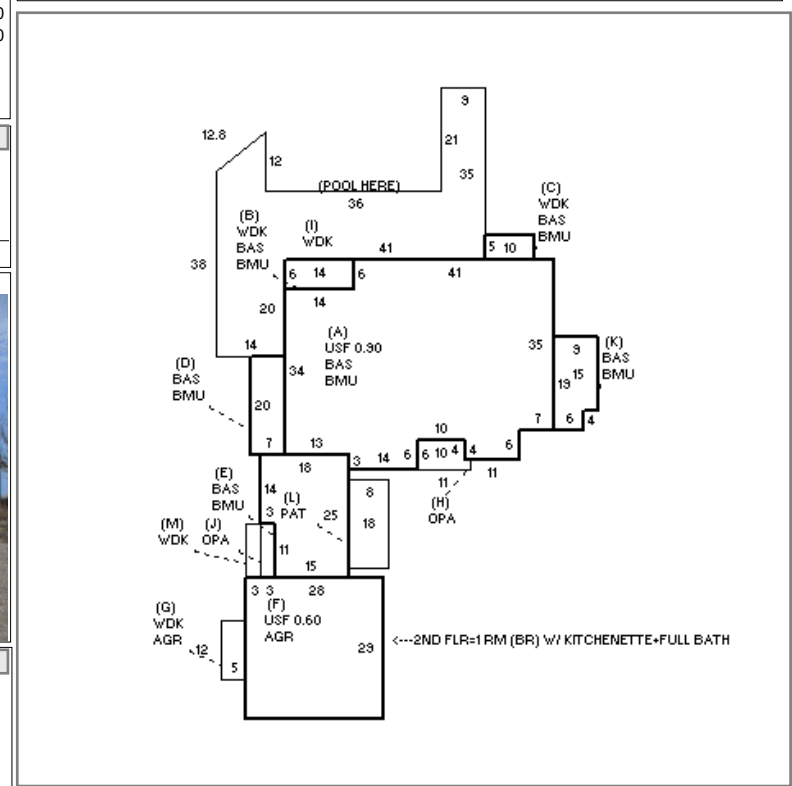 0
0
9
12.8
21
12
35
(POOL HERE)
36
(C)
WDK
BAS
BMU
(B)
WDK
BAS
BMU
(I)
WDK
41
5 10
38
6 14 6
41
14
20
(A)
USF 0.90
BAS
BMU
14
35
(K)
BAS
BMU
9
15
19
(D)
BAS
BMU
34
20
7 6 4
10
7 13
3 14 6 6 10 4 4 6
18
11
11
(H)
OPA
(E)
BAS
BMU
14
3
(L)
PAT
25
8
18
(M)
WDK
(J)
OPA
11
15
3 3 28
(F)
USF 0.60
AGR
(G)
WDK
AGR
12
5
29
<---2ND FLR=1 RM (BR) W/ KITCHENETTE+FULL BATH